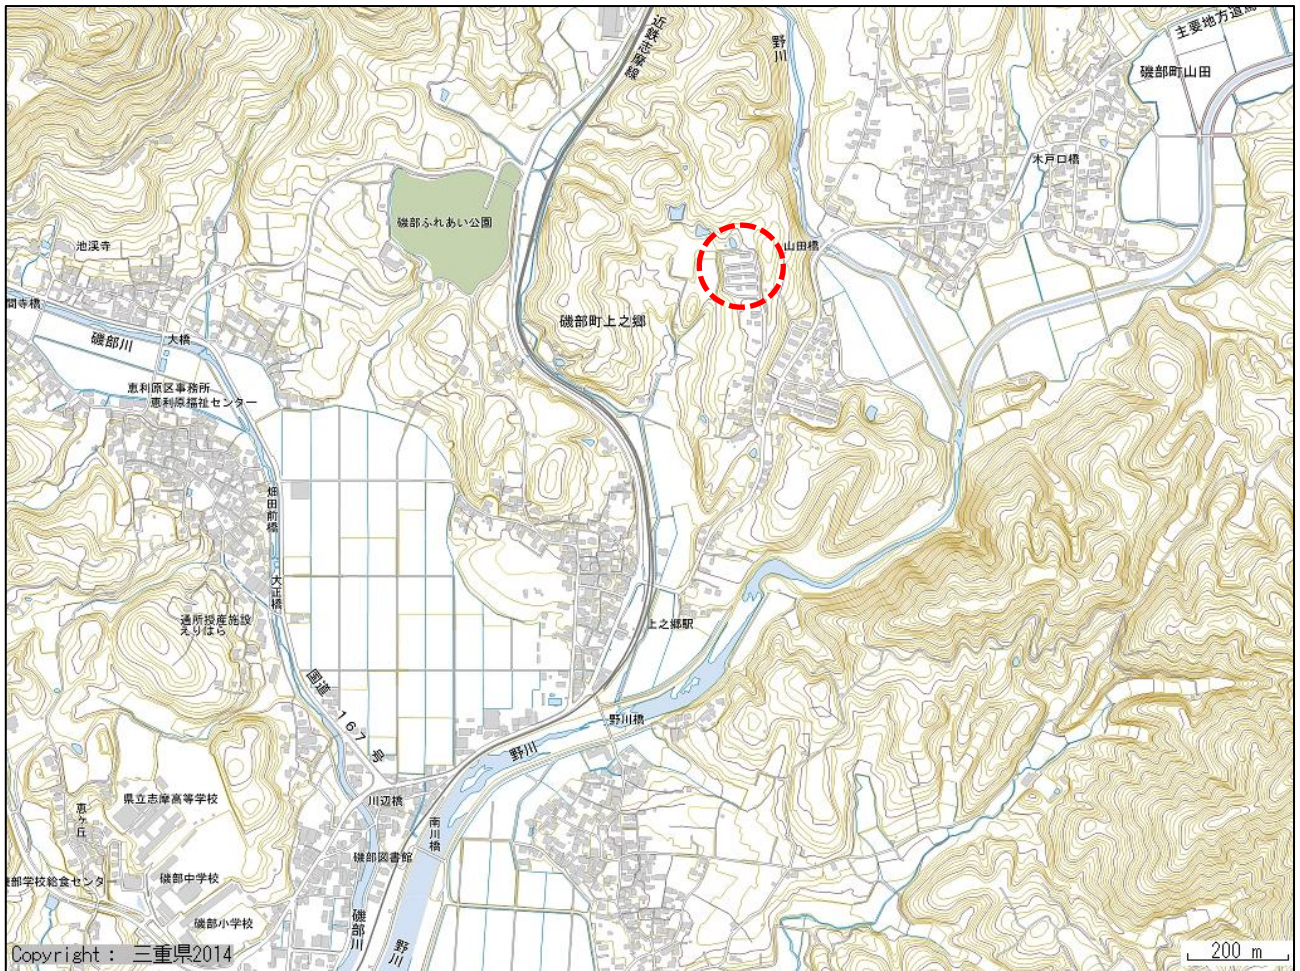 近鉄志摩線
野川
主要地方道鳥
磯部町山田
木戸口橋
磯部ふれあい公園
池渓寺
山田橋
間寺橋
磯部川
大橋
磯部町上之郷
恵利原区事務所
恵利原福祉センター
畑田前橋
大正橋
通所授産施設
えりはら
上之郷駅
国道167号
野川橋
野川
川辺橋
県立志摩高等学校
恵ヶ丘
南川橋
磯部図書館
磯部中学校
部学校給食センター
磯部小学校
磯部川
野川
Copyright : 三重県2014
200 m